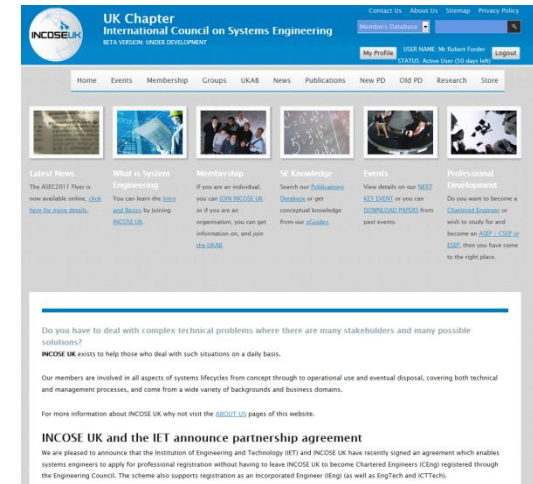 Contact Us About Us Sitemap Privacy Policy
INCOSEUK
UK Chapter
International Council on Systems Engineering
BETA VERSION: UNDER DEVELOPMENT
Members Database
My Profile
USER NAME: Mr Robert Forder
STATUS: Active User (50 days left)
Logout
Home Events Membership Groups UKAB News Publications New PD Old PD Research Store
Latest News
The ASEC2011 Flyer is
now available online, click
here for more details.
What is System
Engineering
You can learn the Intro
and Basics by Joining
INCOSE UK.
Membership
If you are an individual,
you can JOIN INCOSE UK
or if you are an
organisation, you can get
information on, and join
the UKAB.
SE Knowledge
Search our Publications
Database or get
conceptual knowledge
from our zGuides.
Events
View details on our NEXT
KEY EVENT or you can
DOWNLOAD PAPERS from
past events.
Professional
Development
Do you want to become a
Chartered Engineer or
wish to study for and
become an ASEP / CSEP or
ESEP, then you have come
to the right place.
Do you have to deal with complex technical problems where there are many stakeholders and many possible
solutions?
INCOSE UK exists to help those who deal with such situations on a daily basis.
Our members are involved in all aspects of systems lifecycles from concept through to operational use and eventual disposal, covering both technical
and management processes, and come from a wide variety of backgrounds and business domains.
For more information about INCOSE UK why not visit the ABOUT US pages of this website.
INCOSE UK and the IET announce partnership agreement
We are pleased to announce that the Institution of Engineering and Technology (IET) and INCOSE UK have recently signed an agreement which enables
systems engineers to apply for professional registration without having to leave INCOSE UK to become Chartered Engineers (CEng) registered through
the Engineering Council. The scheme also supports registration as an Incorporated Engineer (IEng) (as well as EngTech and ICTTech).